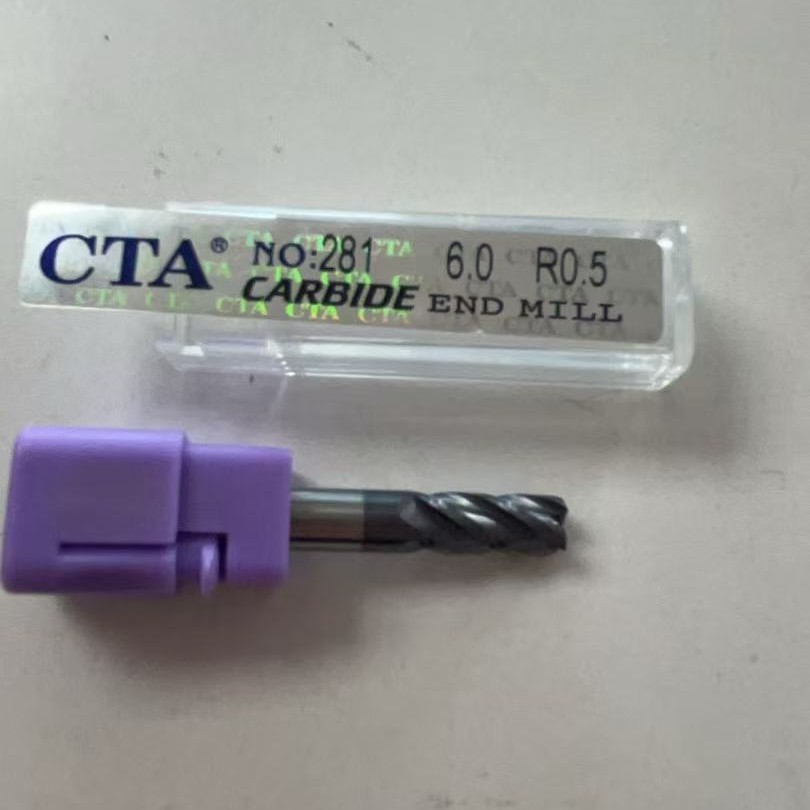 CTA® NO:281 6.0 R0.5
CARBIDE END MILL